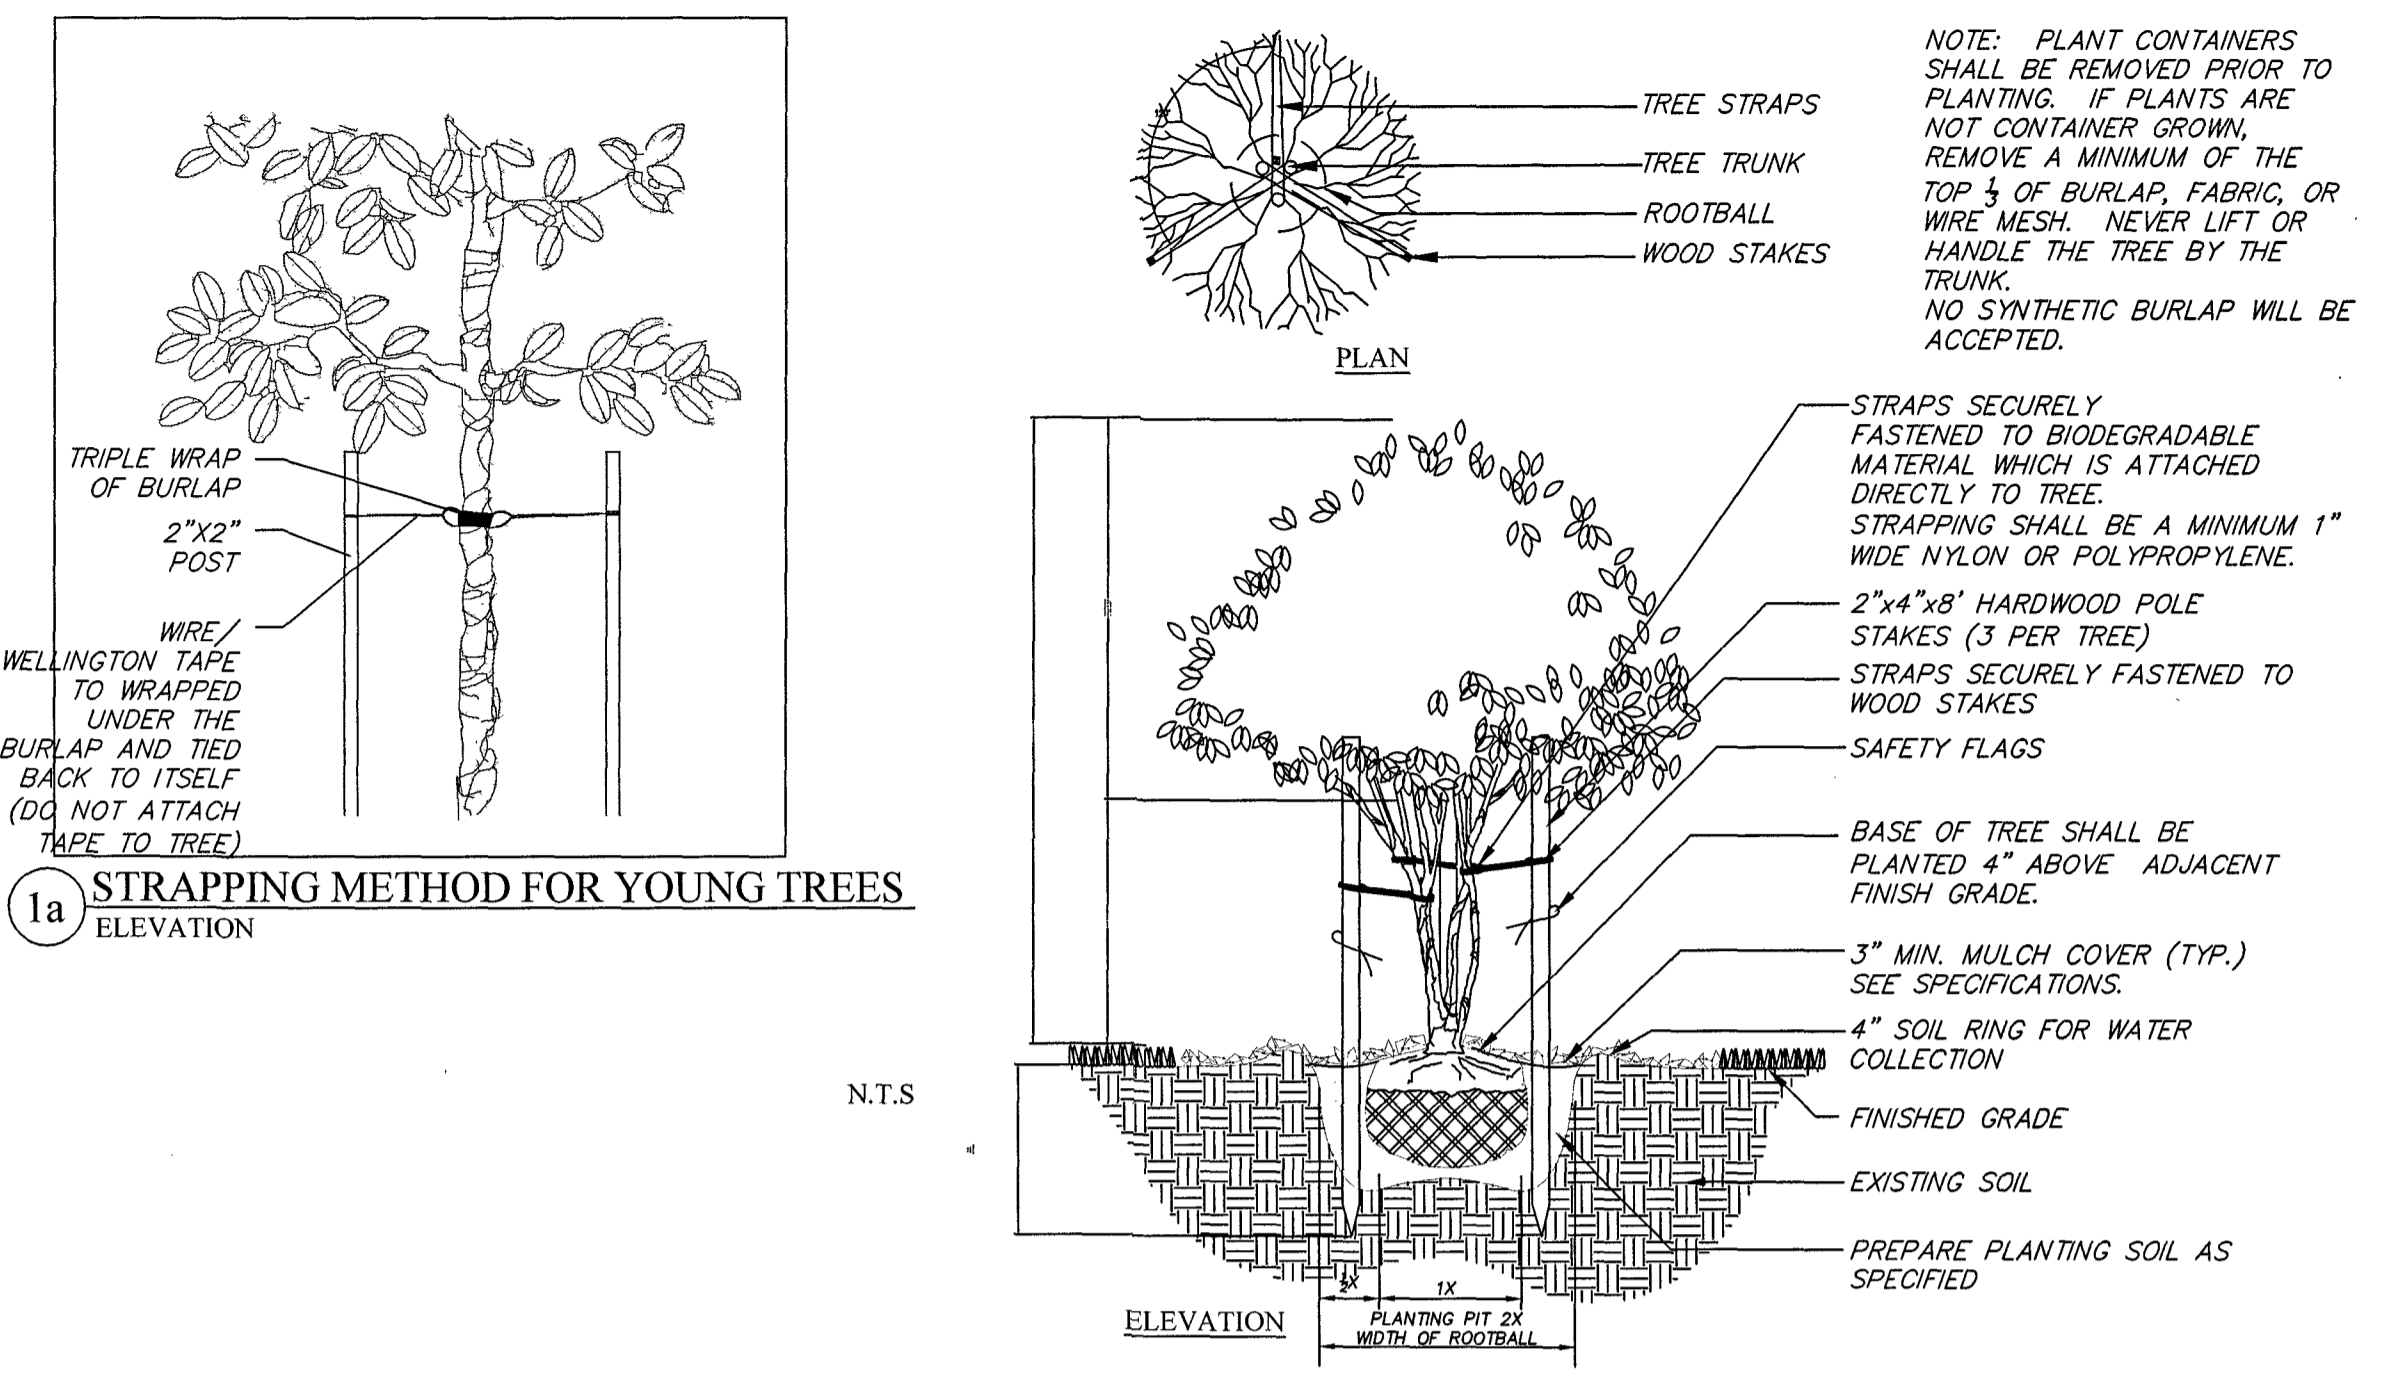 TRIPLE WRAP
OF BURLAP
2"X2"
POST
WIRE/
WELLINGTON TAPE
TO WRAPPED
UNDER THE
BURLAP AND TIED
BACK TO ITSELF
(DO NOT ATTACH
TAPE TO TREE)
1a STRAPPING METHOD FOR YOUNG TREES
ELEVATION
N.T.S
TREE STRAPS
TREE TRUNK
ROOTBALL
WOOD STAKES
PLAN
NOTE: PLANT CONTAINERS
SHALL BE REMOVED PRIOR TO
PLANTING. IF PLANTS ARE
NOT CONTAINER GROWN,
REMOVE A MINIMUM OF THE
TOP ⅓ OF BURLAP, FABRIC, OR
WIRE MESH. NEVER LIFT OR
HANDLE THE TREE BY THE
TRUNK.
NO SYNTHETIC BURLAP WILL BE
ACCEPTED.
STRAPS SECURELY
FASTENED TO BIODEGRADABLE
MATERIAL WHICH IS ATTACHED
DIRECTLY TO TREE.
STRAPPING SHALL BE A MINIMUM 1"
WIDE NYLON OR POLYPROPYLENE.
2"x4"x8' HARDWOOD POLE
STAKES (3 PER TREE)
STRAPS SECURELY FASTENED TO
WOOD STAKES
SAFETY FLAGS
BASE OF TREE SHALL BE
PLANTED 4" ABOVE ADJACENT
FINISH GRADE.
3" MIN. MULCH COVER (TYP.)
SEE SPECIFICATIONS.
4" SOIL RING FOR WATER
COLLECTION
FINISHED GRADE
EXISTING SOIL
PREPARE PLANTING SOIL AS
SPECIFIED
½X
1X
PLANTING PIT 2X
WIDTH OF ROOTBALL
ELEVATION